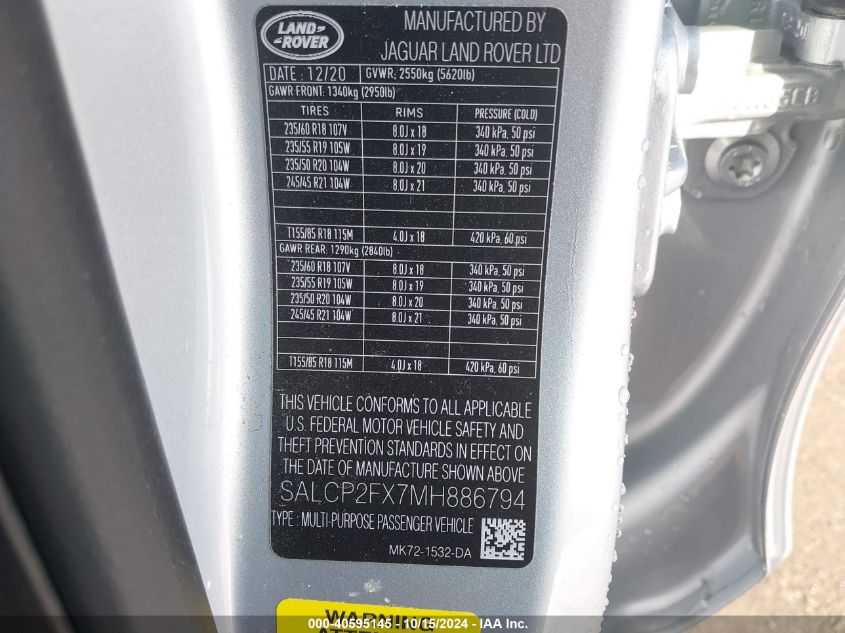 LAND
ROVER
MANUFACTURED BY
JAGUAR LAND ROVER LTD
DATE : 12/20 GVWR; 2550kg (5620lb)
GAWR FRONT: 1340kg (2950lb)
TIRES RIMS PRESSURE (COLD)
235/60 R18 107V 8.0J x 18 340 kPa, 50 psi
235/55 R19 105W 8.0J x 19 340 kPa, 50 psi
235/50 R20 104W 8.0J x 20 340 kPa, 50 psi
245/45 R21 104W 8.0J x 21 340 kPa, 50 psi
T155/85 R18 115M 4.0J x 18 420 kPa, 60 psi
GAWR REAR: 1290kg (2840lb)
235/60 R18 107V 8.0J x 18 340 kPa, 50 psi
235/55 R19 105W 8.0J x 19 340 kPa, 50 psi
235/50 R20 104W 8.0J x 20 340 kPa, 50 psi
245/45 R21 104W 8.0J x 21 340 kPa, 50 psi
T155/85 R18 115M 4.0J x 18 420 kPa, 60 psi
THIS VEHICLE CONFORMS TO ALL APPLICABLE
U.S. FEDERAL MOTOR VEHICLE SAFETY AND
THEFT PREVENTION STANDARDS IN EFFECT ON
THE DATE OF MANUFACTURE SHOWN ABOVE
SALCP2FX7MH886794
TYPE : MULTI-PURPOSE PASSENGER VEHICLE
MK72-1532-DA
WARNING
000-40595145 - 10/15/2024 - IAA Inc.